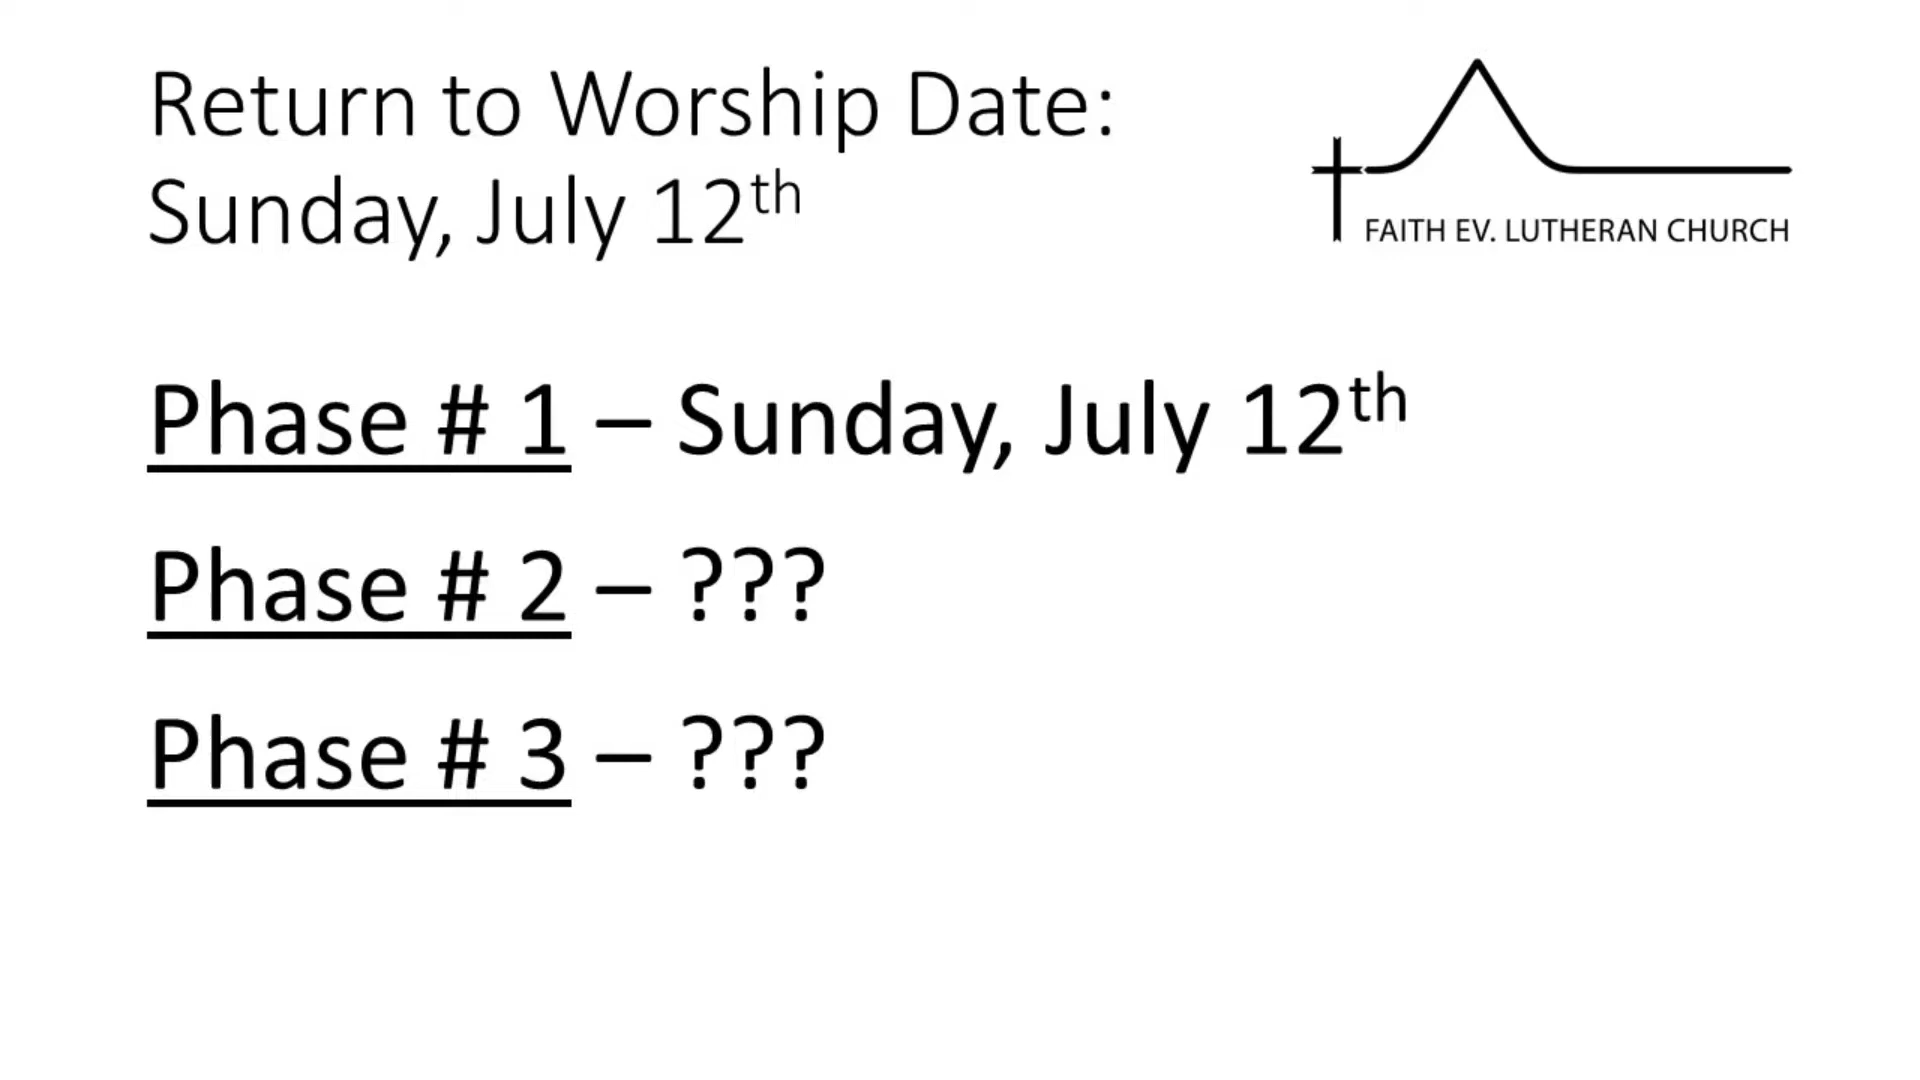 Return to Worship Date:
Sunday, July 12th
FAITH EV. LUTHERAN CHURCH
Phase # 1 – Sunday, July 12th
Phase # 2 – ???
Phase # 3 – ???